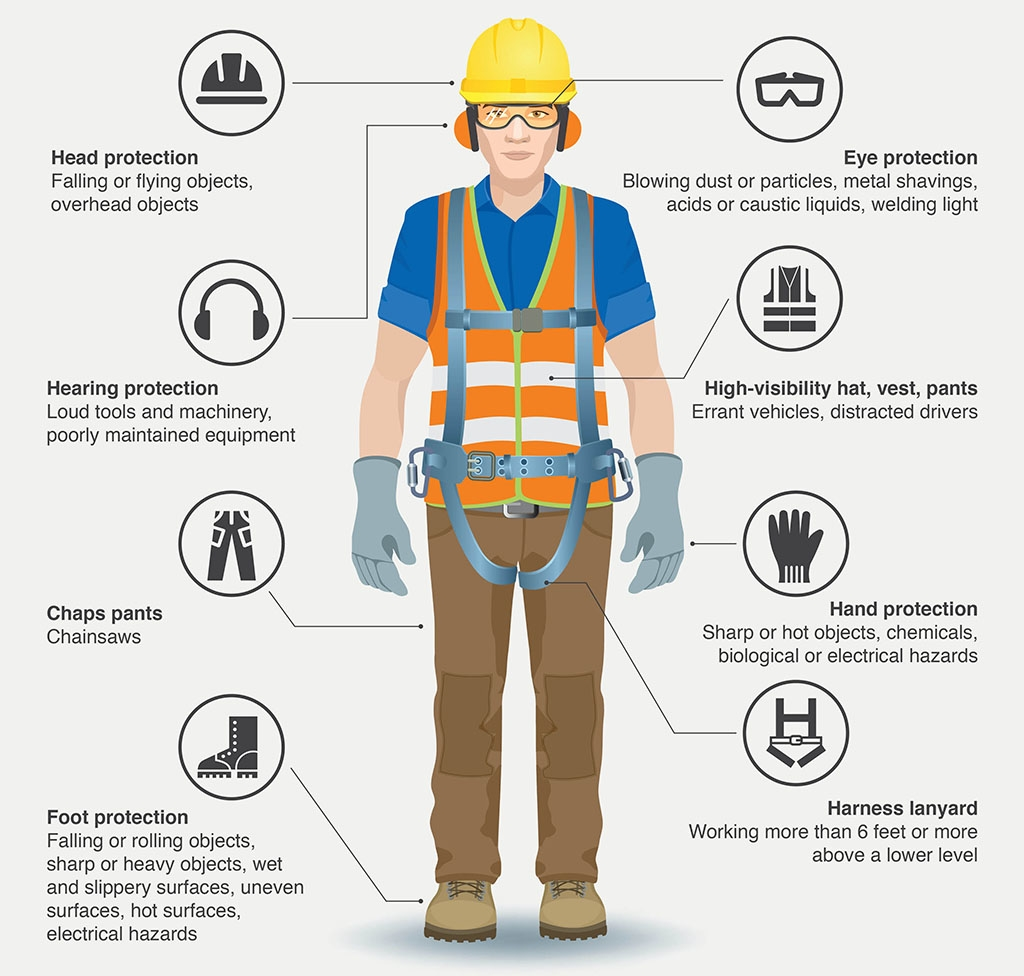 Head protection
Falling or flying objects,
overhead objects
Eye protection
Blowing dust or particles, metal shavings,
acids or caustic liquids, welding light
Hearing protection
Loud tools and machinery,
poorly maintained equipment
High-visibility hat, vest, pants
Errant vehicles, distracted drivers
Chaps pants
Chainsaws
Hand protection
Sharp or hot objects, chemicals,
biological or electrical hazards
Foot protection
Falling or rolling objects,
sharp or heavy objects, wet
and slippery surfaces, uneven
surfaces, hot surfaces,
electrical hazards
Harness lanyard
Working more than 6 feet or more
above a lower level